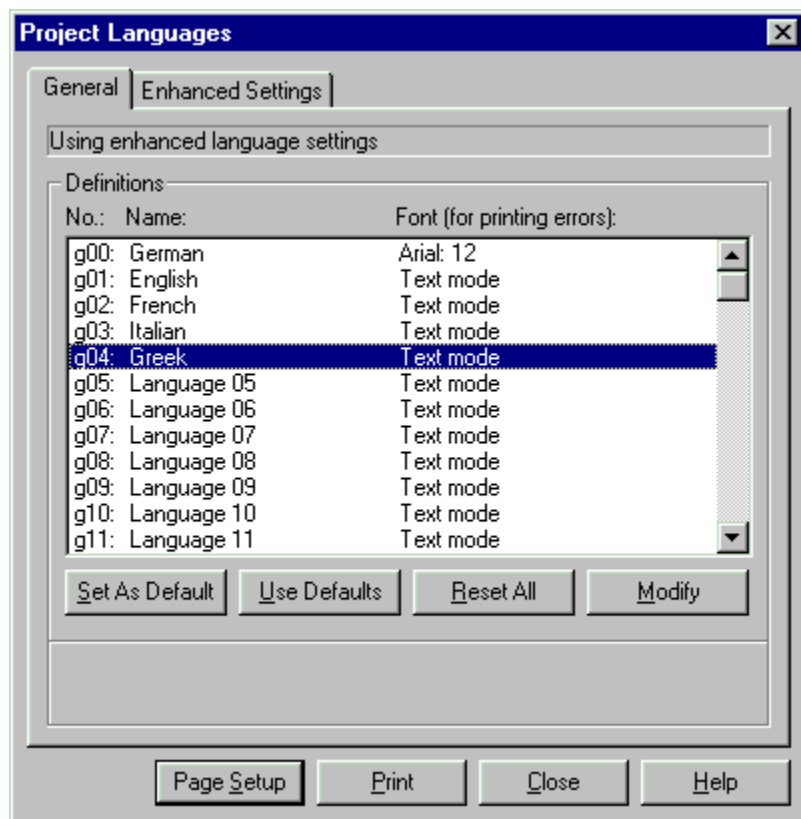 Project Languages
General Enhanced Settings
Using enhanced language settings
Definitions
No.: Name: Font (for printing errors):
g00: German Arial: 12
g01: English Text mode
g02: French Text mode
g03: Italian Text mode
g04: Greek Text mode
g05: Language 05 Text mode
g06: Language 06 Text mode
g07: Language 07 Text mode
g08: Language 08 Text mode
g09: Language 09 Text mode
g10: Language 10 Text mode
g11: Language 11 Text mode
Set As Default Use Defaults Reset All Modify
Page Setup Print Close Help